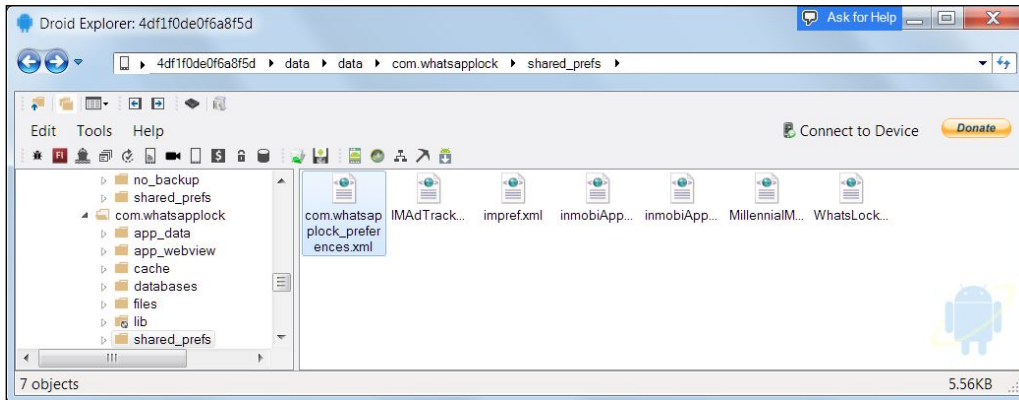 Droid Explorer: 4df1f0de0f6a8f5d
Ask for Help
4df1f0de0f6a8f5d data data com.whatsapplock shared_prefs
Edit Tools Help
Connect to Device
Donate
no_backup
shared_prefs
com.whatsapplock
app_data
app_webview
cache
databases
files
lib
shared_prefs
com.whatsap
plock_prefer
ences.xml
IMAdTrack...
impref.xml
inmobiApp...
inmobiApp...
MillennialM...
WhatsLock...
7 objects
5.56KB